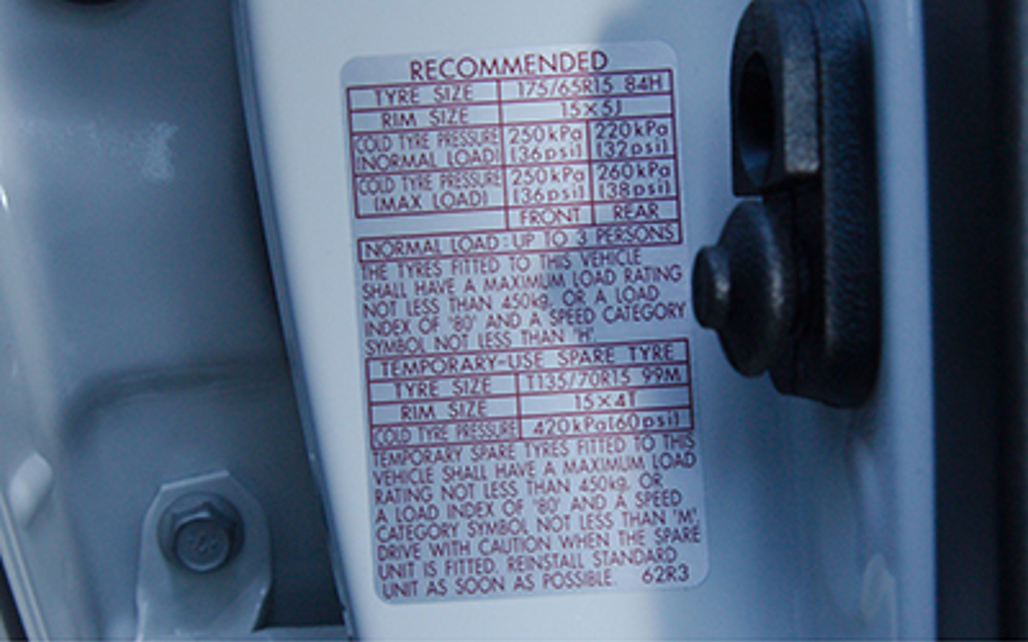 RECOMMENDED
TYRE SIZE 175/65R15 84H
RIM SIZE 15×5J
COLD TYRE PRESSURE (NORMAL LOAD) 250kPa (36psi) 220kPa (32psi)
COLD TYRE PRESSURE (MAX LOAD) 250kPa (36psi) 260kPa (38psi)
FRONT REAR
NORMAL LOAD : UP TO 3 PERSONS
THE TYRES FITTED TO THIS VEHICLE
SHALL HAVE A MAXIMUM LOAD RATING
NOT LESS THAN 450kg, OR A LOAD
INDEX OF '80' AND A SPEED CATEGORY
SYMBOL NOT LESS THAN 'H'.
TEMPORARY-USE SPARE TYRE
TYRE SIZE T135/70R15 99M
RIM SIZE 15×4T
COLD TYRE PRESSURE 420kPa(60psi)
TEMPORARY SPARE TYRES FITTED TO THIS
VEHICLE SHALL HAVE A MAXIMUM LOAD
RATING NOT LESS THAN 450kg, OR
A LOAD INDEX OF '80' AND A SPEED
CATEGORY SYMBOL NOT LESS THAN 'M'.
DRIVE WITH CAUTION WHEN THE SPARE
UNIT IS FITTED. REINSTALL STANDARD
UNIT AS SOON AS POSSIBLE. 62R3